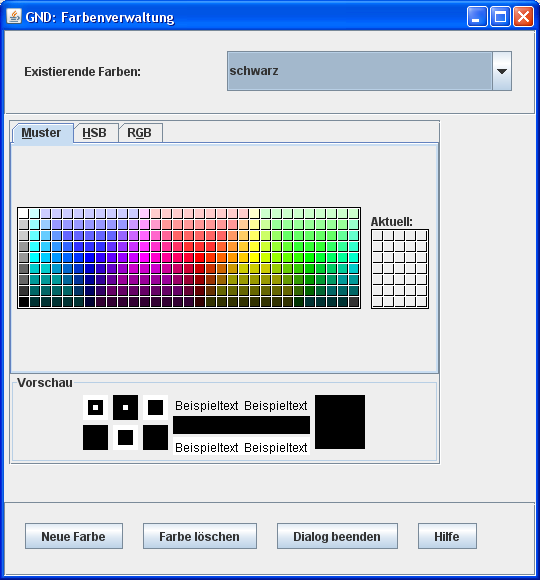 GND: Farbenverwaltung
Existierende Farben: schwarz
Muster HSB RGB
Aktuell:
Vorschau
Beispieltext Beispieltext
Beispieltext Beispieltext
Neue Farbe Farbe löschen Dialog beenden Hilfe